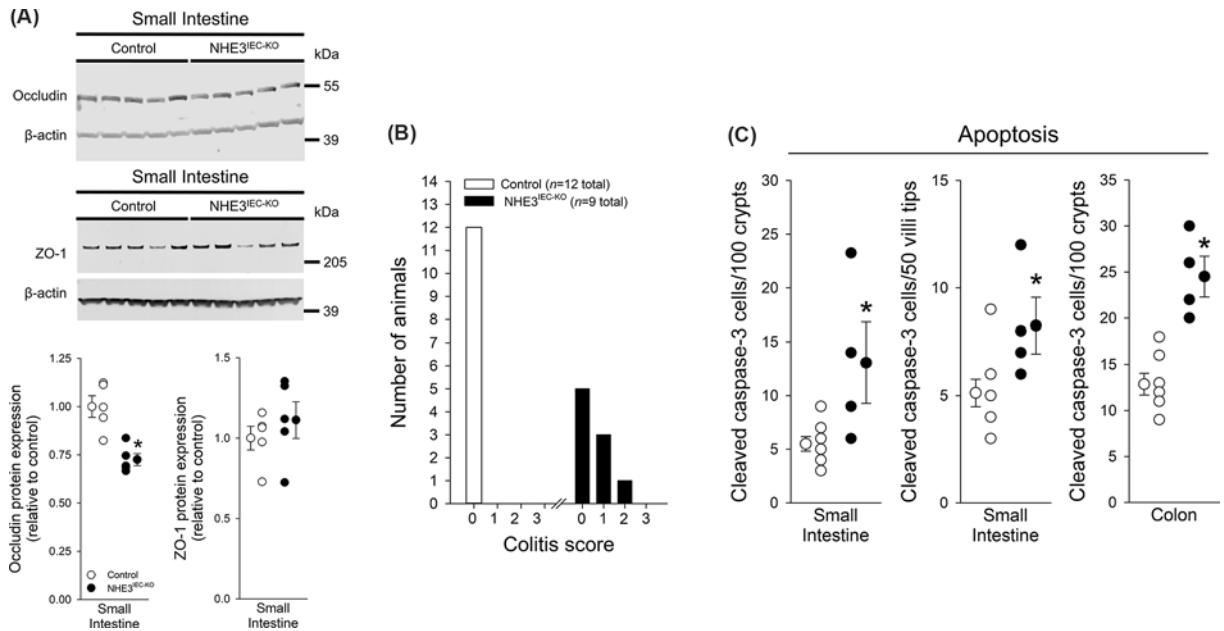 (A)
Small Intestine
Control NHE3IEC-KO kDa
Occludin 55
β-actin 39
Small Intestine
Control NHE3IEC-KO kDa
ZO-1 205
β-actin 39
Occludin protein expression
(relative to control)
1.25
1.00
0.75
0.50
0.25
0.00
Control
NHE3IEC-KO
Small
Intestine
ZO-1 protein expression
(relative to control)
1.5
1.0
0.5
0.0
Small
Intestine
*
(B)
Control (n=12 total)
NHE3IEC-KO (n=9 total)
Number of animals
14
13
12
11
10
9
8
7
6
5
4
3
2
1
0
0 1 2 3 // 0 1 2 3
Colitis score
(C)
Apoptosis
Cleaved caspase-3 cells/100 crypts
30
25
20
15
10
5
0
*
Small
Intestine
Cleaved caspase-3 cells/50 villi tips
15
10
5
0
*
Small
Intestine
Cleaved caspase-3 cells/100 crypts
35
30
25
20
15
10
5
0
*
Colon